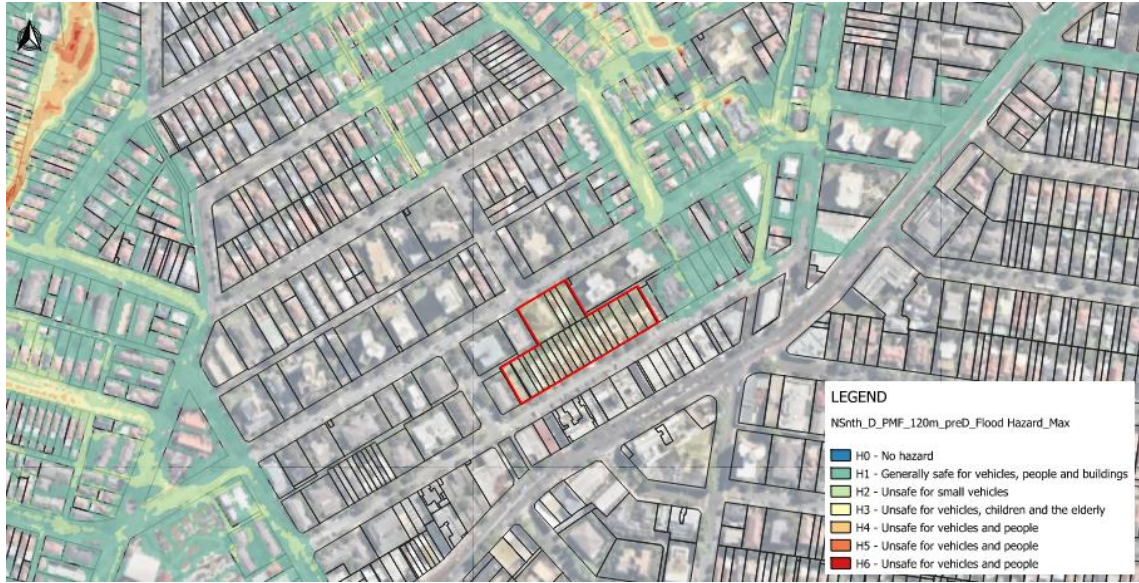 LEGEND
NSnth_D_PMF_120m_preD_Flood Hazard_Max
H0 - No hazard
H1 - Generally safe for vehicles, people and buildings
H2 - Unsafe for small vehicles
H3 - Unsafe for vehicles, children and the elderly
H4 - Unsafe for vehicles and people
H5 - Unsafe for vehicles and people
H6 - Unsafe for vehicles and people